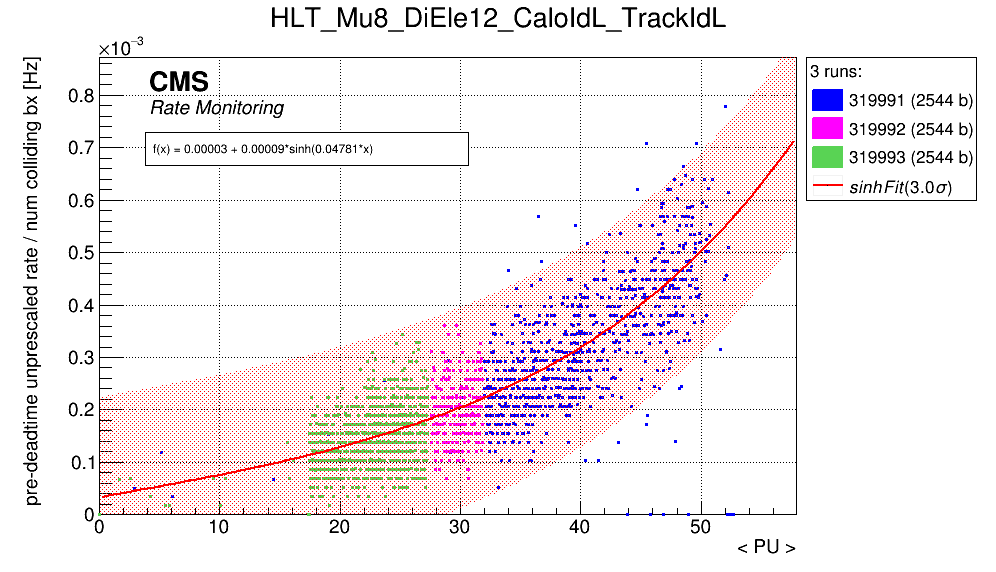 HLT_Mu8_DiEle12_CaloIdL_TrackIdL
×10⁻³
pre-deadtime unprescaled rate / num colliding bx [Hz]
CMS
Rate Monitoring
f(x) = 0.00003 + 0.00009*sinh(0.04781*x)
3 runs:
319991 (2544 b)
319992 (2544 b)
319993 (2544 b)
sinhFit(3.0σ)
0.8
0.7
0.6
0.5
0.4
0.3
0.2
0.1
0
0 10 20 30 40 50
< PU >